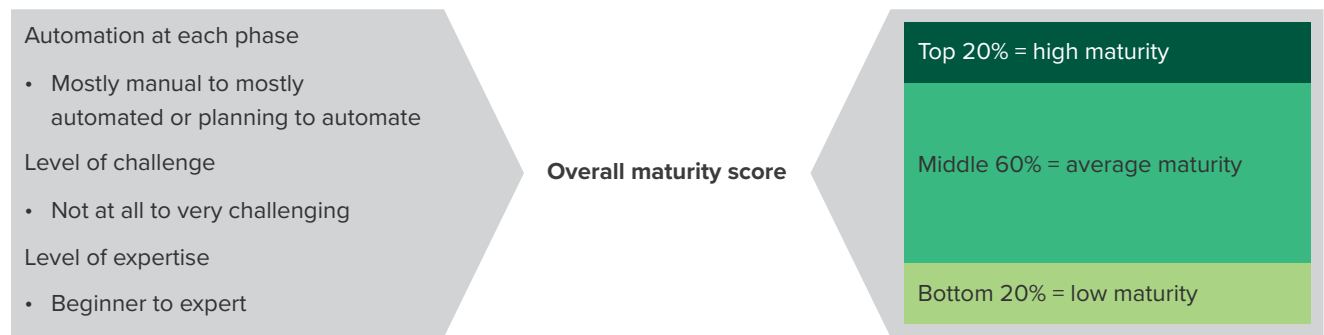 Automation at each phase
• Mostly manual to mostly
automated or planning to automate
Level of challenge
• Not at all to very challenging
Level of expertise
• Beginner to expert
Overall maturity score
Top 20% = high maturity
Middle 60% = average maturity
Bottom 20% = low maturity